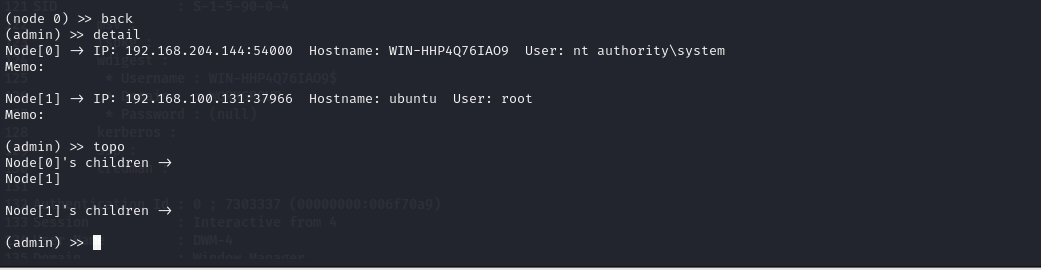 (node 0) >> back
(admin) >> detail
Node[0] -> IP: 192.168.204.144:54000  Hostname: WIN-HHP4Q76IAO9  User: nt authority\system
Memo:
Node[1] -> IP: 192.168.100.131:37966  Hostname: ubuntu  User: root
Memo:
(admin) >> topo
Node[0]'s children ->
Node[1]
Node[1]'s children ->
(admin) >>